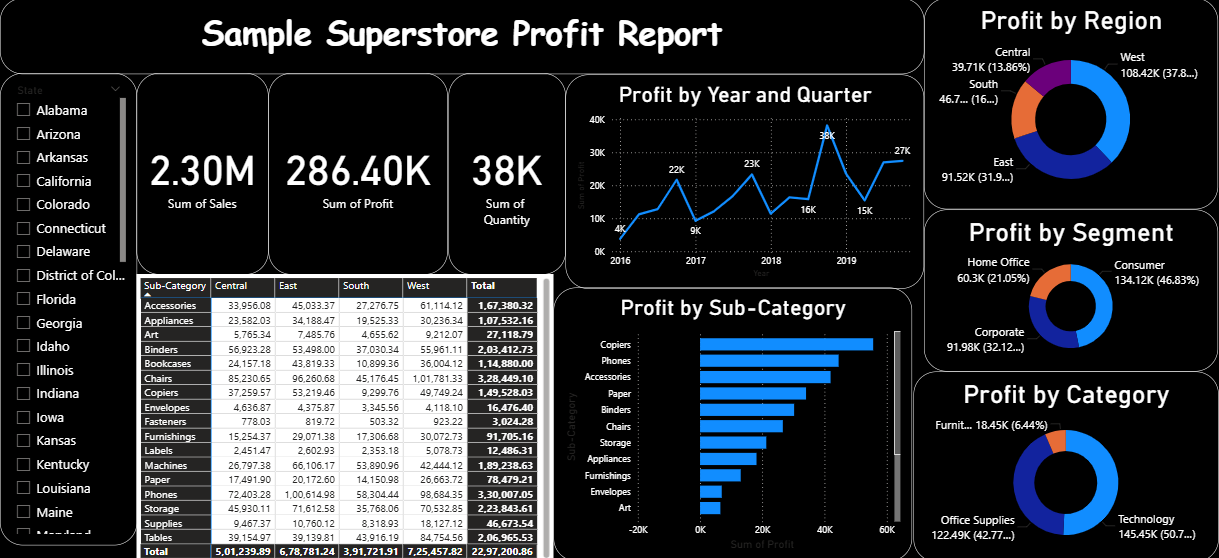 Sample Superstore Profit Report
State
Alabama
Arizona
Arkansas
California
Colorado
Connecticut
Delaware
District of Col...
Florida
Georgia
Idaho
Illinois
Indiana
Iowa
Kansas
Kentucky
Louisiana
Maine
Maryland
2.30M
Sum of Sales
286.40K
Sum of Profit
38K
Sum of
Quantity
Sub-Category Central East South West Total
Accessories 33,956.08 45,033.37 27,276.75 61,114.12 1,67,380.32
Appliances 23,582.03 34,188.47 19,525.33 30,236.34 1,07,532.16
Art 5,765.34 7,485.76 4,655.62 9,212.07 27,118.79
Binders 56,923.28 53,498.00 37,030.34 55,961.11 2,03,412.73
Bookcases 24,157.18 43,819.33 10,899.36 36,004.12 1,14,880.00
Chairs 85,230.65 96,260.68 45,176.45 1,01,781.33 3,28,449.10
Copiers 37,259.57 53,219.46 9,299.76 49,749.24 1,49,528.03
Envelopes 4,636.87 4,375.87 3,345.56 4,118.10 16,476.40
Fasteners 778.03 819.72 503.32 923.22 3,024.28
Furnishings 15,254.37 29,071.38 17,306.68 30,072.73 91,705.16
Labels 2,451.47 2,602.93 2,353.18 5,078.73 12,486.31
Machines 26,797.38 66,106.17 53,890.96 42,444.12 1,89,238.63
Paper 17,491.90 20,172.60 14,150.98 26,663.72 78,479.21
Phones 72,403.28 1,00,614.98 58,304.44 98,684.35 3,30,007.05
Storage 45,930.11 71,612.58 35,768.06 70,532.85 2,23,843.61
Supplies 9,467.37 10,760.12 8,318.93 18,127.12 46,673.54
Tables 39,154.97 39,139.81 43,916.19 84,754.56 2,06,965.53
Total 5,01,239.89 6,78,781.24 3,91,721.91 7,25,457.82 22,97,200.86
Profit by Year and Quarter
Sum of Profit
40K
30K
20K
10K
0K
4K
22K
9K
23K
16K
38K
15K
27K
2016 2017 2018 2019
Year
Profit by Sub-Category
Sub-Category
Copiers
Phones
Accessories
Paper
Binders
Chairs
Storage
Appliances
Furnishings
Envelopes
Art
-20K 0K 20K 40K 60K
Sum of Profit
Profit by Region
Central
39.71K (13.86%)
South
46.7... (16...)
East
91.52K (31.9...)
West
108.42K (37.8...)
Profit by Segment
Home Office
60.3K (21.05%)
Corporate
91.98K (32.12...)
Consumer
134.12K (46.83%)
Profit by Category
Furnit... 18.45K (6.44%)
Office Supplies
122.49K (42.77...)
Technology
145.45K (50.7...)